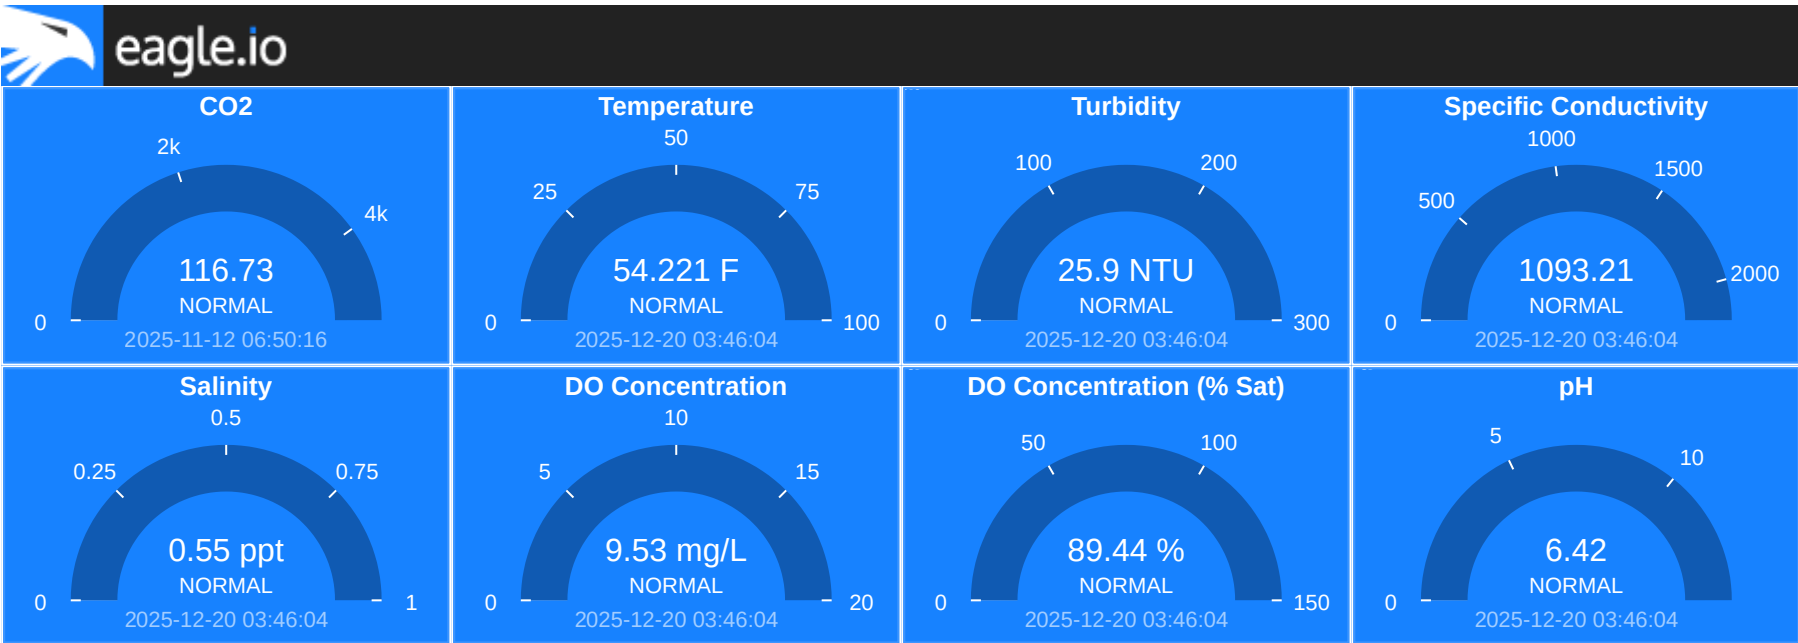 eagle.io
CO2
2k
4k
0
116.73
NORMAL
2025-11-12 06:50:16
Temperature
50
25
75
0
100
54.221 F
NORMAL
2025-12-20 03:46:04
Turbidity
100
200
0
300
25.9 NTU
NORMAL
2025-12-20 03:46:04
Specific Conductivity
1000
1500
500
2000
0
1093.21
NORMAL
2025-12-20 03:46:04
Salinity
0.5
0.25
0.75
0
1
0.55 ppt
NORMAL
2025-12-20 03:46:04
DO Concentration
10
5
15
0
20
9.53 mg/L
NORMAL
2025-12-20 03:46:04
DO Concentration (% Sat)
50
100
0
150
89.44 %
NORMAL
2025-12-20 03:46:04
pH
5
10
0
6.42
NORMAL
2025-12-20 03:46:04